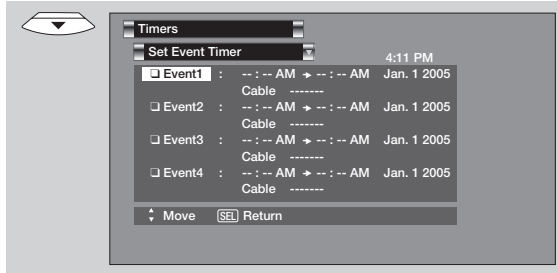 Timers
Set Event Timer
4:11 PM
❏ Event1 : -- : -- AM ➔ -- : -- AM Jan. 1 2005
Cable -------
❏ Event2 : -- : -- AM ➔ -- : -- AM Jan. 1 2005
Cable -------
❏ Event3 : -- : -- AM ➔ -- : -- AM Jan. 1 2005
Cable -------
❏ Event4 : -- : -- AM ➔ -- : -- AM Jan. 1 2005
Cable -------
Move SEL Return